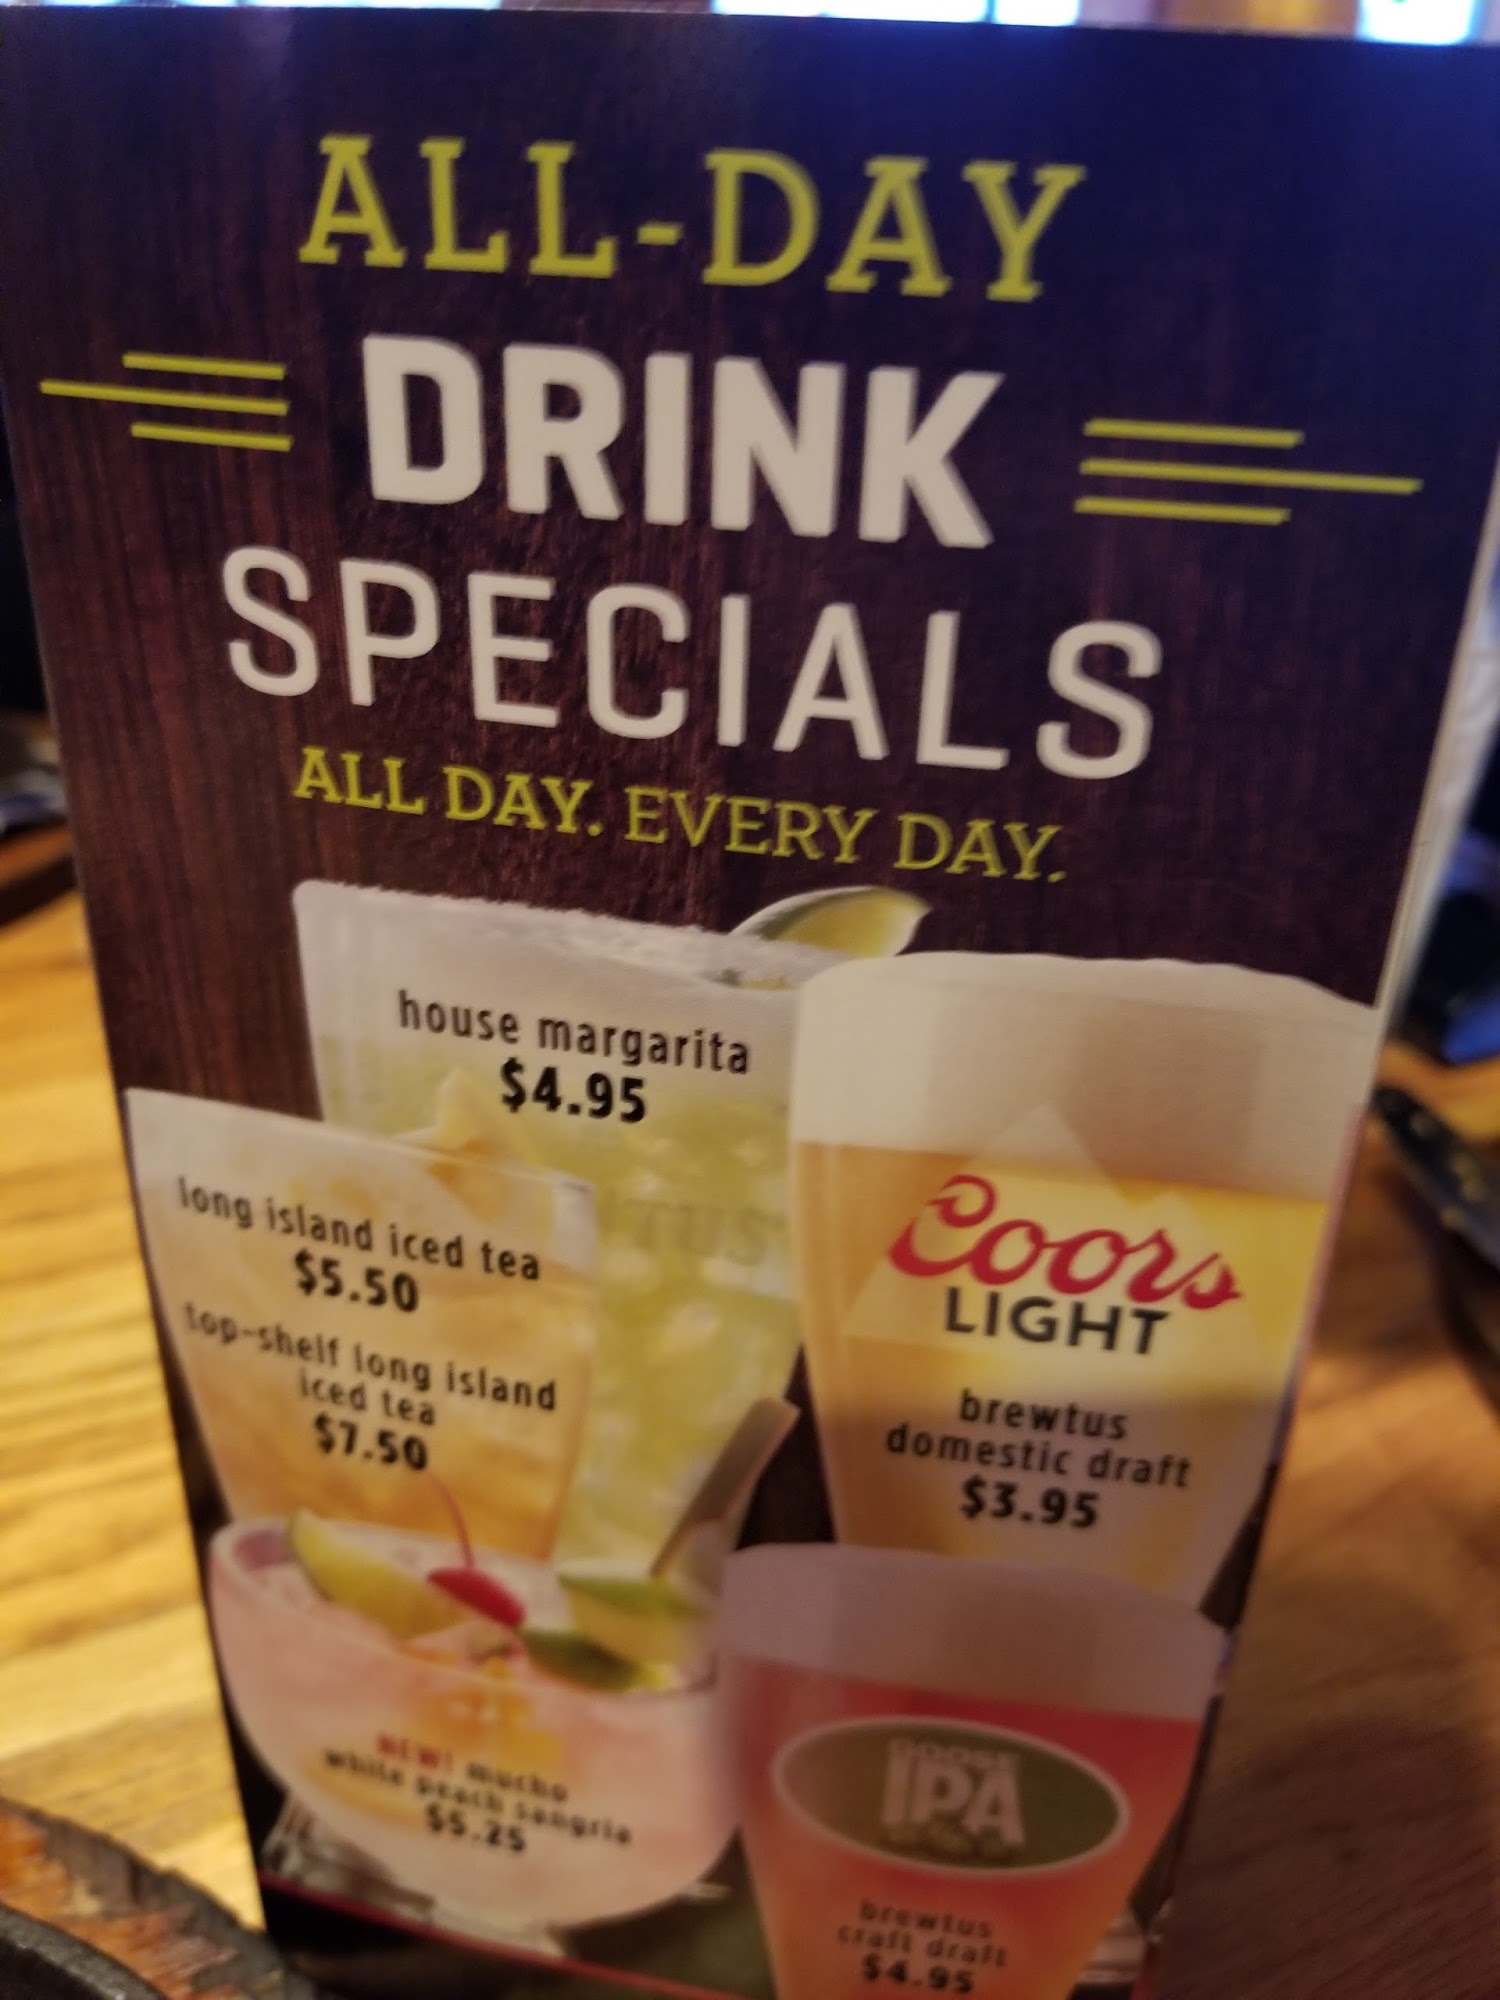 ALL-DAY
DRINK
SPECIALS
ALL DAY. EVERY DAY.
house margarita
$4.95
long island iced tea
$5.50
top-shelf long island
iced tea
$7.50
Coors
LIGHT
brewtus
domestic draft
$3.95
NEW! mucho
white peach sangria
$5.25
GOOSE
IPA
brewtus
craft draft
$4.95